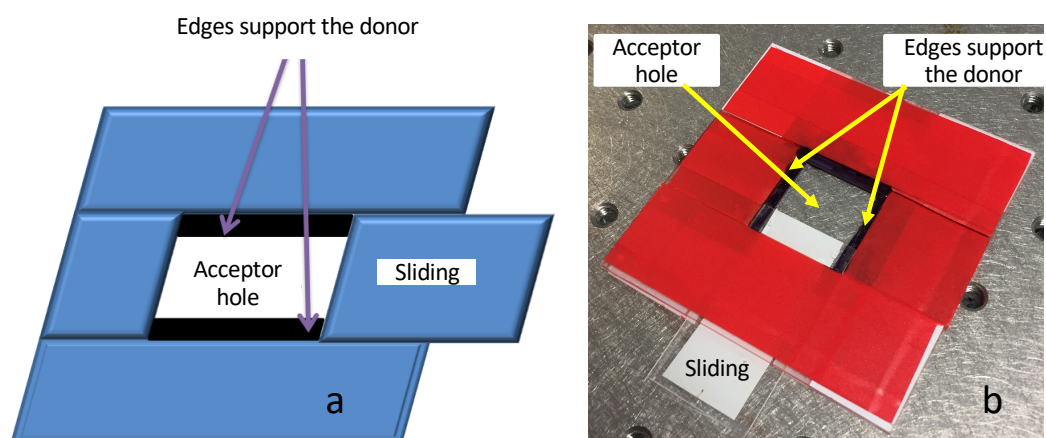 Edges support the donor
Acceptor
hole
Sliding
a
Acceptor
hole
Edges support
the donor
Sliding
b